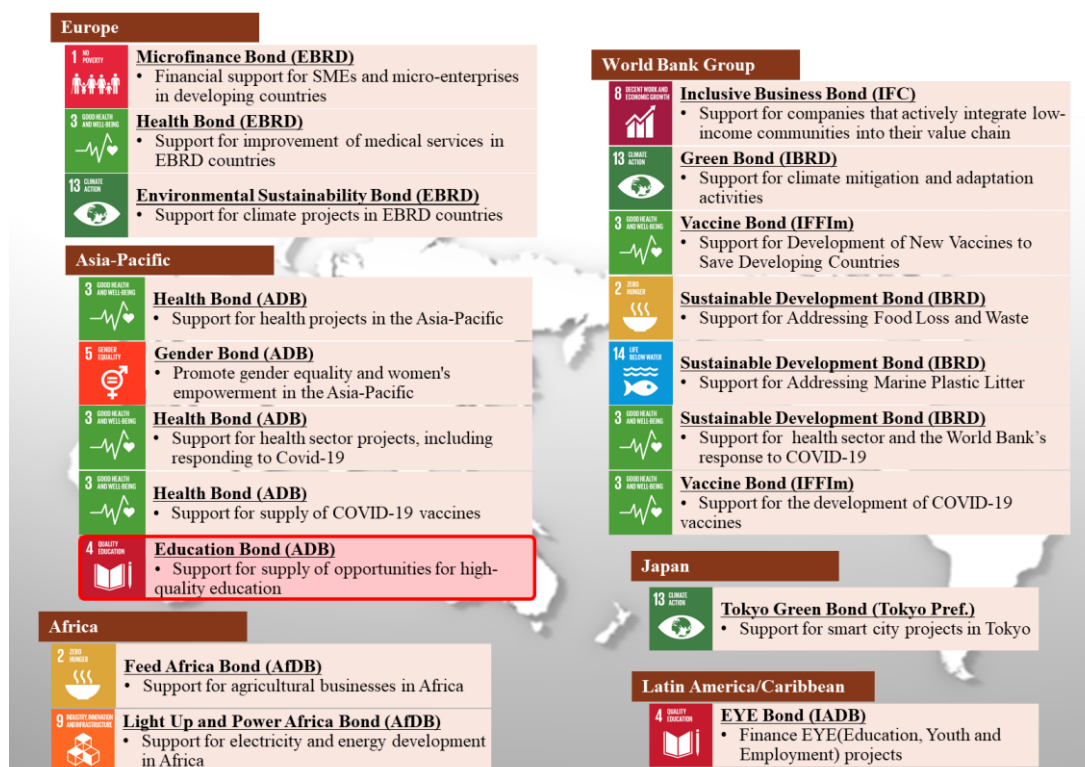 Europe
1 NO
POVERTY
Microfinance Bond (EBRD)
• Financial support for SMEs and micro-enterprises
in developing countries
3 GOOD HEALTH
AND WELL-BEING
Health Bond (EBRD)
• Support for improvement of medical services in
EBRD countries
13 CLIMATE
ACTION
Environmental Sustainability Bond (EBRD)
• Support for climate projects in EBRD countries
Asia-Pacific
3 GOOD HEALTH
AND WELL-BEING
Health Bond (ADB)
• Support for health projects in the Asia-Pacific
5 GENDER
EQUALITY
Gender Bond (ADB)
• Promote gender equality and women's
empowerment in the Asia-Pacific
3 GOOD HEALTH
AND WELL-BEING
Health Bond (ADB)
• Support for health sector projects, including
responding to Covid-19
3 GOOD HEALTH
AND WELL-BEING
Health Bond (ADB)
• Support for supply of COVID-19 vaccines
4 QUALITY
EDUCATION
Education Bond (ADB)
• Support for supply of opportunities for high-
quality education
Africa
2 ZERO
HUNGER
Feed Africa Bond (AfDB)
• Support for agricultural businesses in Africa
9 INDUSTRY, INNOVATION
AND INFRASTRUCTURE
Light Up and Power Africa Bond (AfDB)
• Support for electricity and energy development
in Africa
World Bank Group
8 DECENT WORK AND
ECONOMIC GROWTH
Inclusive Business Bond (IFC)
• Support for companies that actively integrate low-
income communities into their value chain
13 CLIMATE
ACTION
Green Bond (IBRD)
• Support for climate mitigation and adaptation
activities
3 GOOD HEALTH
AND WELL-BEING
Vaccine Bond (IFFIm)
• Support for Development of New Vaccines to
Save Developing Countries
2 ZERO
HUNGER
Sustainable Development Bond (IBRD)
• Support for Addressing Food Loss and Waste
14 LIFE
BELOW WATER
Sustainable Development Bond (IBRD)
• Support for Addressing Marine Plastic Litter
3 GOOD HEALTH
AND WELL-BEING
Sustainable Development Bond (IBRD)
• Support for health sector and the World Bank's
response to COVID-19
3 GOOD HEALTH
AND WELL-BEING
Vaccine Bond (IFFIm)
• Support for the development of COVID-19
vaccines
Japan
13 CLIMATE
ACTION
Tokyo Green Bond (Tokyo Pref.)
• Support for smart city projects in Tokyo
Latin America/Caribbean
4 QUALITY
EDUCATION
EYE Bond (IADB)
• Finance EYE(Education, Youth and
Employment) projects